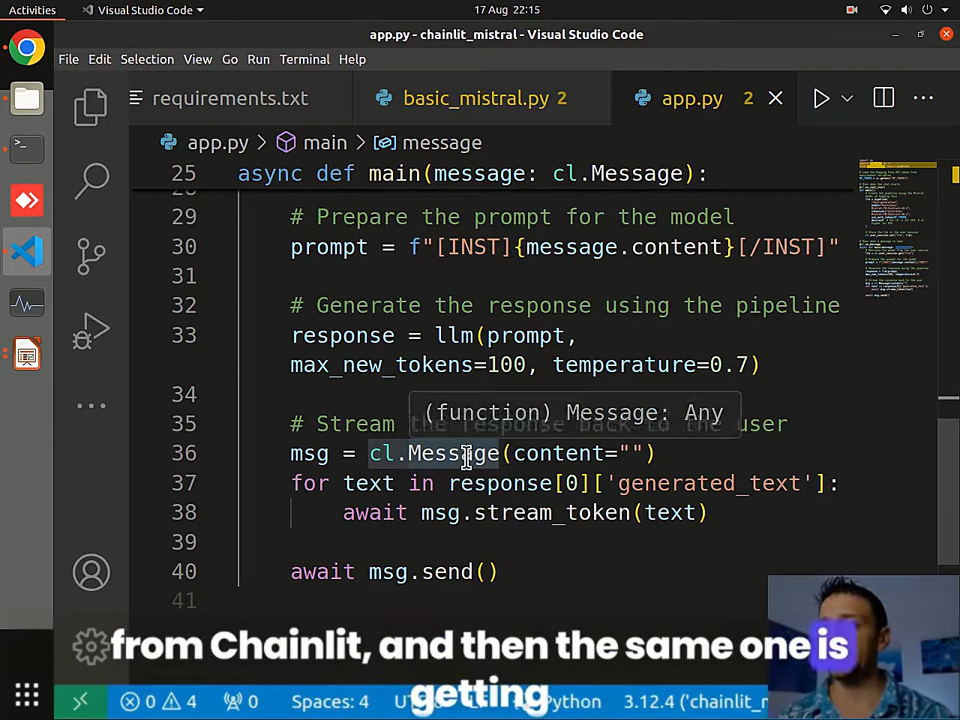 Activities
Visual Studio Code
17 Aug 22:15
app.py - chainlit_mistral - Visual Studio Code
File Edit Selection View Go Run Terminal Help
requirements.txt
basic_mistral.py 2
app.py 2
app.py > main > message
25 async def main(message: cl.Message):
29 # Prepare the prompt for the model
30 prompt = f"[INST]{message.content}[/INST]"
31
32 # Generate the response using the pipeline
33 response = llm(prompt,
max_new_tokens=100, temperature=0.7)
34
(function) Message: Any
35 # Stream the response back to the user
36 msg = cl.Message(content="")
37 for text in response[0]['generated_text']:
38 await msg.stream_token(text)
39
40 await msg.send()
41
from Chainlit, and then the same one is
getting
0 4 0 Spaces: 4 Python 3.12.4 ('chainlit_m